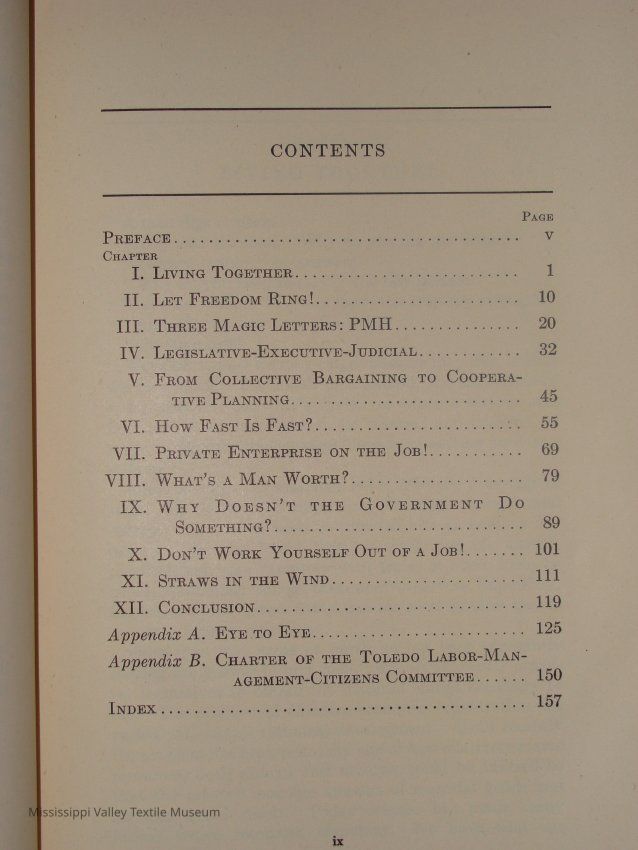 CONTENTS
PAGE
PREFACE........................................ V
CHAPTER
I. LIVING TOGETHER.......................... 1
II. LET FREEDOM RING!........................ 10
III. THREE MAGIC LETTERS: PMH............... 20
IV. LEGISLATIVE-EXECUTIVE-JUDICIAL............ 32
V. FROM COLLECTIVE BARGAINING TO COOPERA-
TIVE PLANNING........................... 45
VI. HOW FAST IS FAST?........................ 55
VII. PRIVATE ENTERPRISE ON THE JOB!........... 69
VIII. WHAT'S A MAN WORTH?.................... 79
IX. WHY DOESN'T THE GOVERNMENT DO
SOMETHING?............................. 89
X. DON'T WORK YOURSELF OUT OF A JOB!....... 101
XI. STRAWS IN THE WIND...................... 111
XII. CONCLUSION............................... 119
Appendix A. EYE TO EYE......................... 125
Appendix B. CHARTER OF THE TOLEDO LABOR-MAN-
AGEMENT-CITIZENS COMMITTEE...... 150
INDEX.......................................... 157
Mississippi Valley Textile Museum
ix